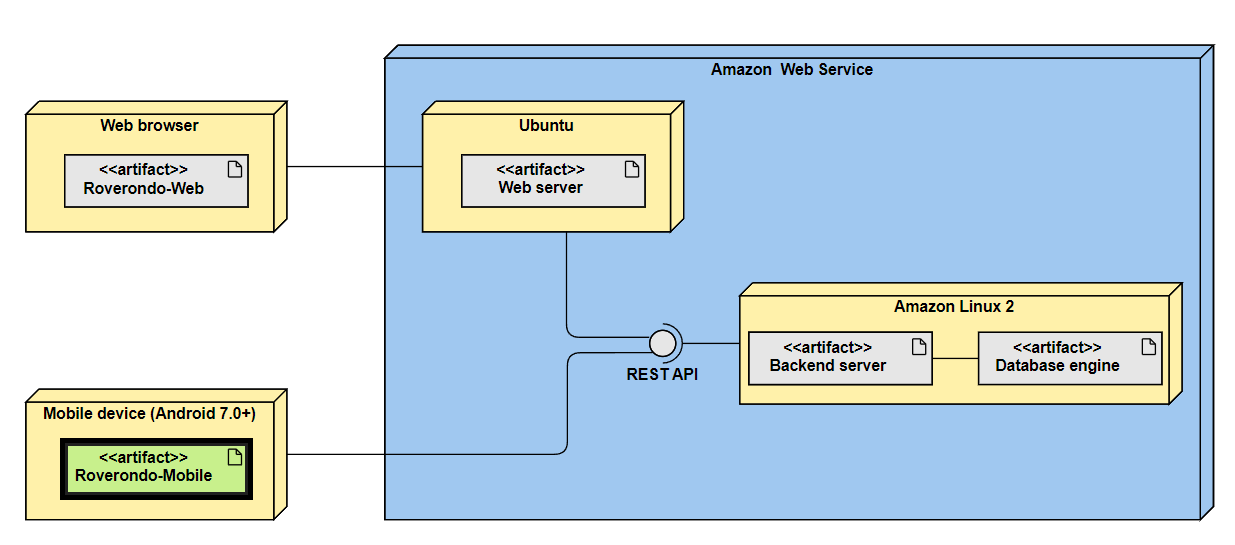 Amazon  Web Service
Web browser
<<artifact>>
Roverondo-Web
Ubuntu
<<artifact>>
Web server
Amazon Linux 2
<<artifact>>
Backend server
<<artifact>>
Database engine
REST API
Mobile device (Android 7.0+)
<<artifact>>
Roverondo-Mobile